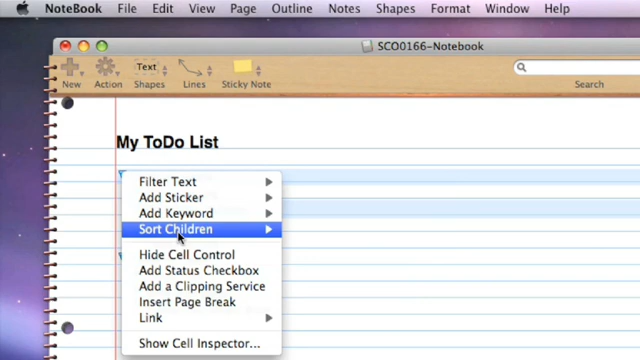 NoteBook File Edit View Page Outline Notes Shapes Format Window Help
SCO0166-Notebook
Text
New Action Shapes Lines Sticky Note Search
My ToDo List
Filter Text
Add Sticker
Add Keyword
Sort Children
Hide Cell Control
Add Status Checkbox
Add a Clipping Service
Insert Page Break
Link
Show Cell Inspector...